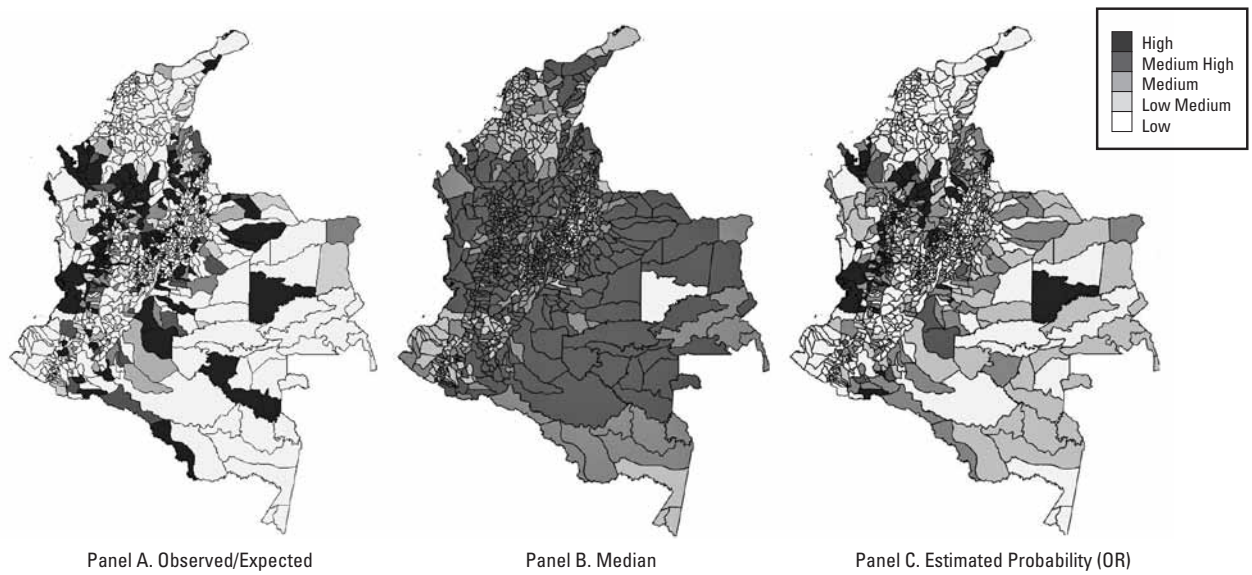 High
Medium High
Medium
Low Medium
Low
Panel A. Observed/Expected
Panel B. Median
Panel C. Estimated Probability (OR)